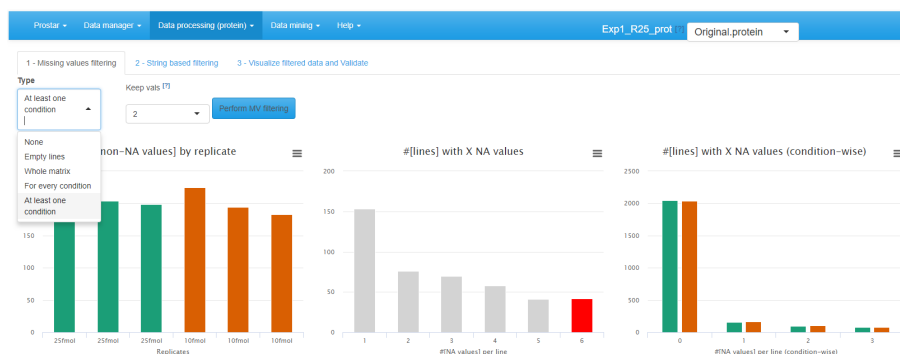 Prostar Data manager Data processing (protein) Data mining Help Exp1_R25_prot [?] Original.protein
1 - Missing values filtering 2 - String based filtering 3 - Visualize filtered data and Validate
Type
Keep vals [?]
At least one
condition
2
Perform MV filtering
None
Empty lines
Whole matrix
For every condition
At least one
condition
non-NA values] by replicate
150
100
50
0
25fmol 25fmol 25fmol 10fmol 10fmol 10fmol
Replicates
#[lines] with X NA values
200
150
100
50
0
1 2 3 4 5 6
#[NA values] per line
#[lines] with X NA values (condition-wise)
2500
2000
1500
1000
500
0
0 1 2 3
#[NA values] per line (condition-wise)